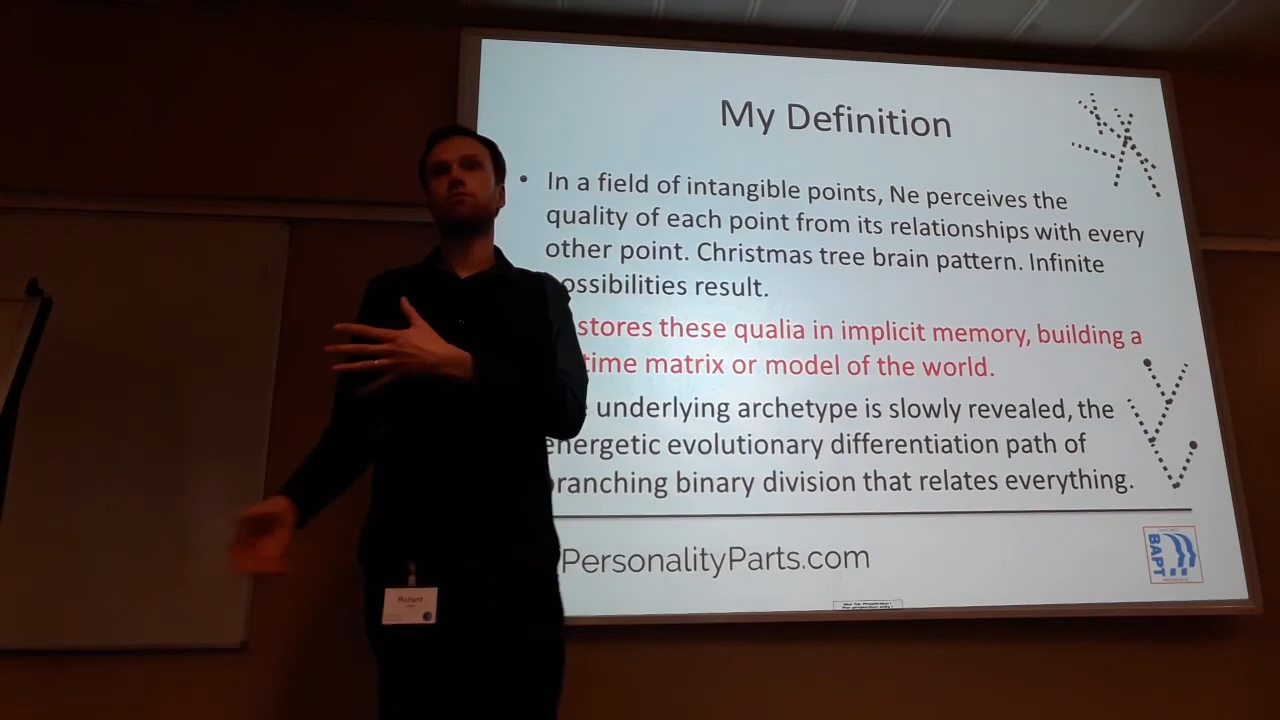 My Definition
• In a field of intangible points, Ne perceives the
quality of each point from its relationships with every
other point. Christmas tree brain pattern. Infinite
ossibilities result.
stores these qualia in implicit memory, building a
time matrix or model of the world.
underlying archetype is slowly revealed, the
energetic evolutionary differentiation path of
ranching binary division that relates everything.
PersonalityParts.com
BAPT
Richard